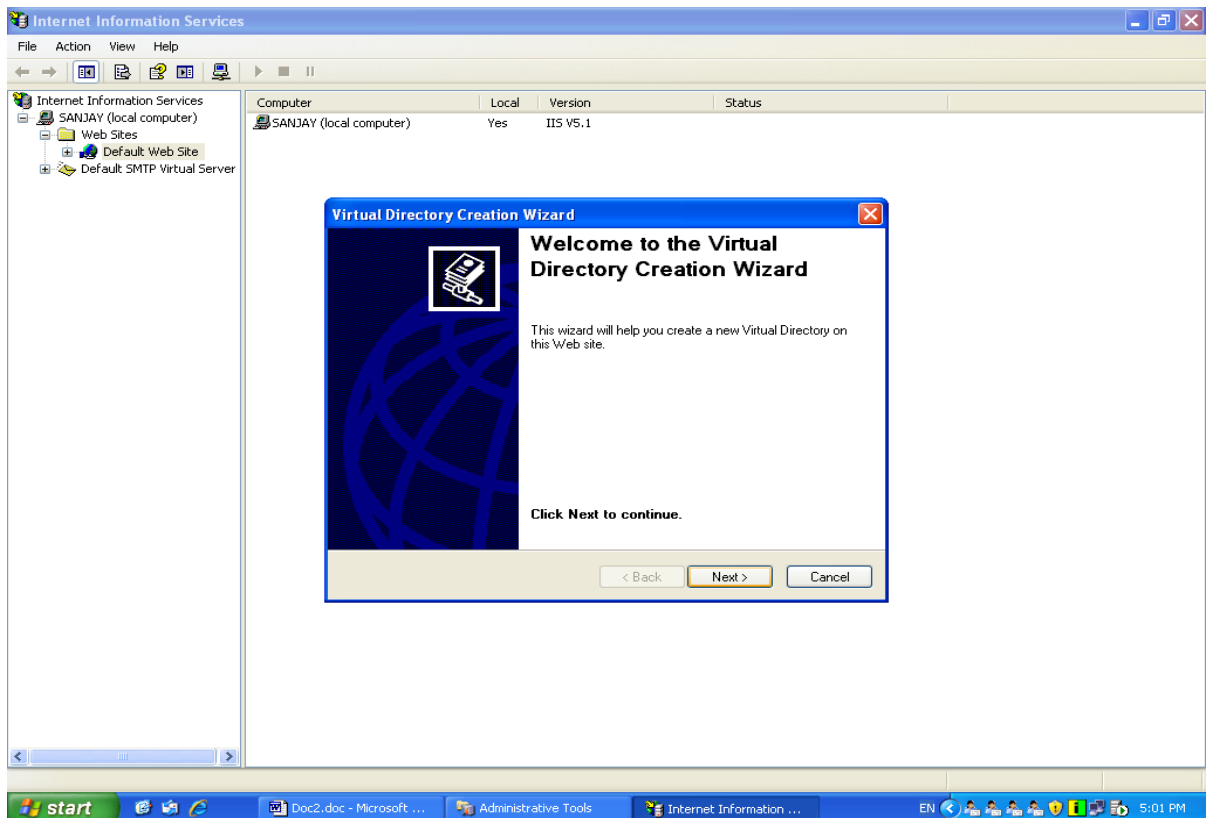 Internet Information Services
File Action View Help
Internet Information Services
SANJAY (local computer)
Web Sites
Default Web Site
Default SMTP Virtual Server
Computer Local Version Status
SANJAY (local computer) Yes IIS V5.1
Virtual Directory Creation Wizard
Welcome to the Virtual
Directory Creation Wizard
This wizard will help you create a new Virtual Directory on
this Web site.
Click Next to continue.
< Back Next > Cancel
start Doc2.doc - Microsoft ... Administrative Tools Internet Information ... EN 5:01 PM